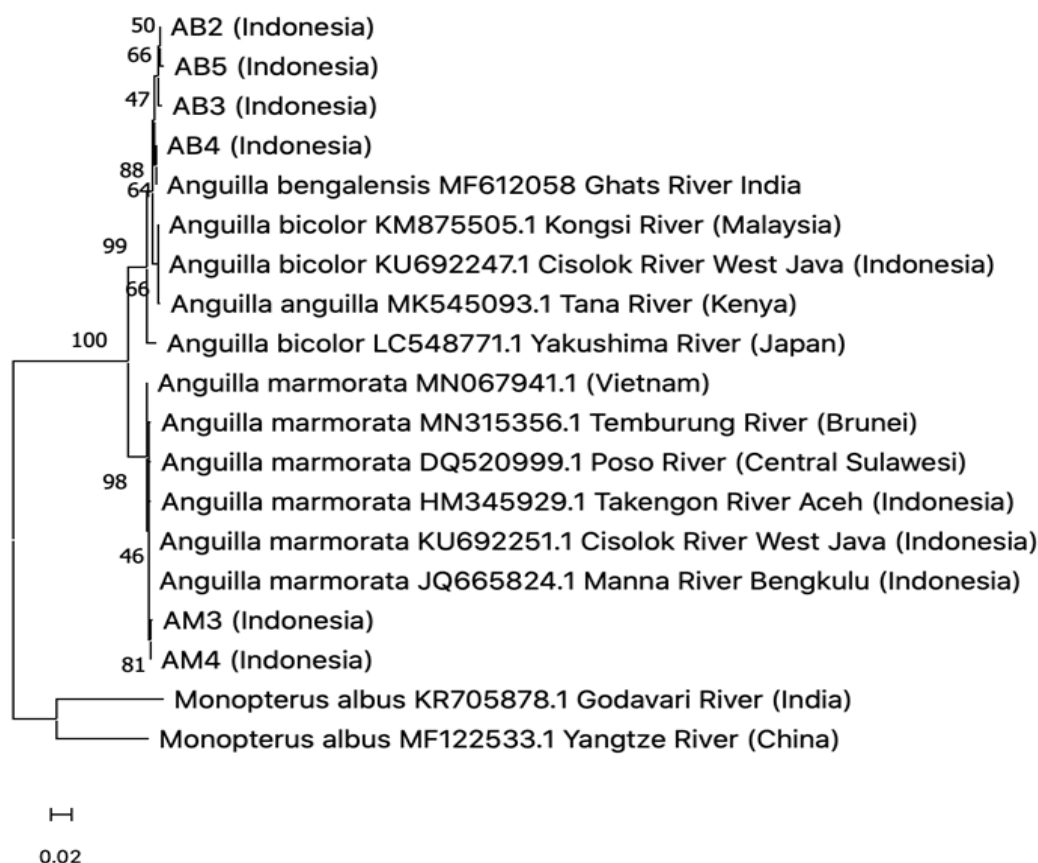 50
AB2 (Indonesia)
66
AB5 (Indonesia)
47
AB3 (Indonesia)
AB4 (Indonesia)
88
Anguilla bengalensis MF612058 Ghats River India
64
Anguilla bicolor KM875505.1 Kongsi River (Malaysia)
99
Anguilla bicolor KU692247.1 Cisolok River West Java (Indonesia)
66
Anguilla anguilla MK545093.1 Tana River (Kenya)
100
Anguilla bicolor LC548771.1 Yakushima River (Japan)
Anguilla marmorata MN067941.1 (Vietnam)
Anguilla marmorata MN315356.1 Temburung River (Brunei)
Anguilla marmorata DQ520999.1 Poso River (Central Sulawesi)
98
Anguilla marmorata HM345929.1 Takengon River Aceh (Indonesia)
Anguilla marmorata KU692251.1 Cisolok River West Java (Indonesia)
46
Anguilla marmorata JQ665824.1 Manna River Bengkulu (Indonesia)
AM3 (Indonesia)
81
AM4 (Indonesia)
Monopterus albus KR705878.1 Godavari River (India)
Monopterus albus MF122533.1 Yangtze River (China)
0.02